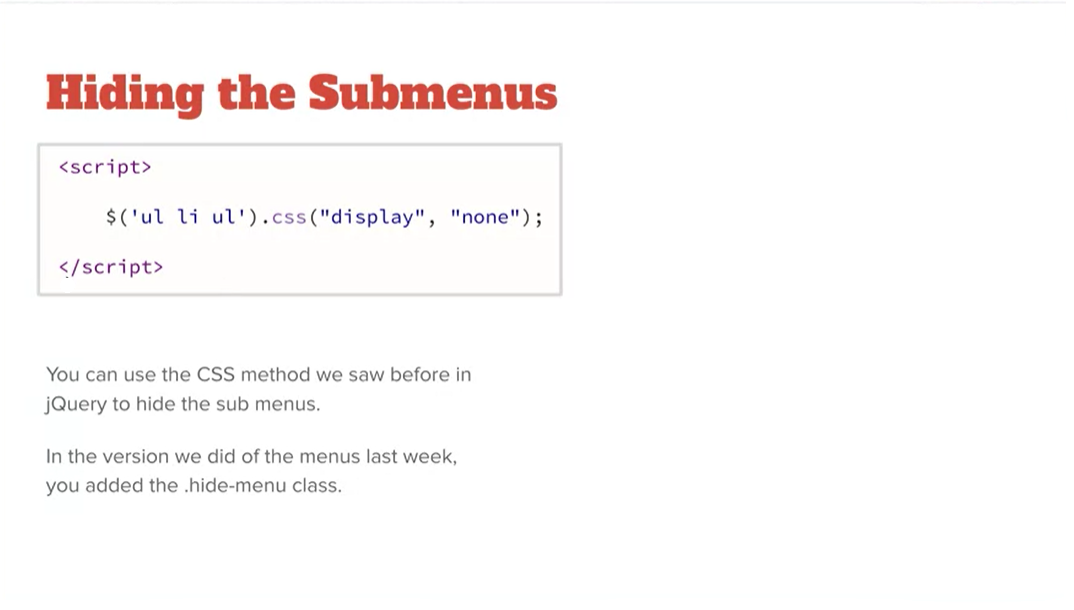 Hiding the Submenus
<script>
$('ul li ul').css("display", "none");
</script>
You can use the CSS method we saw before in
jQuery to hide the sub menus.
In the version we did of the menus last week,
you added the .hide-menu class.